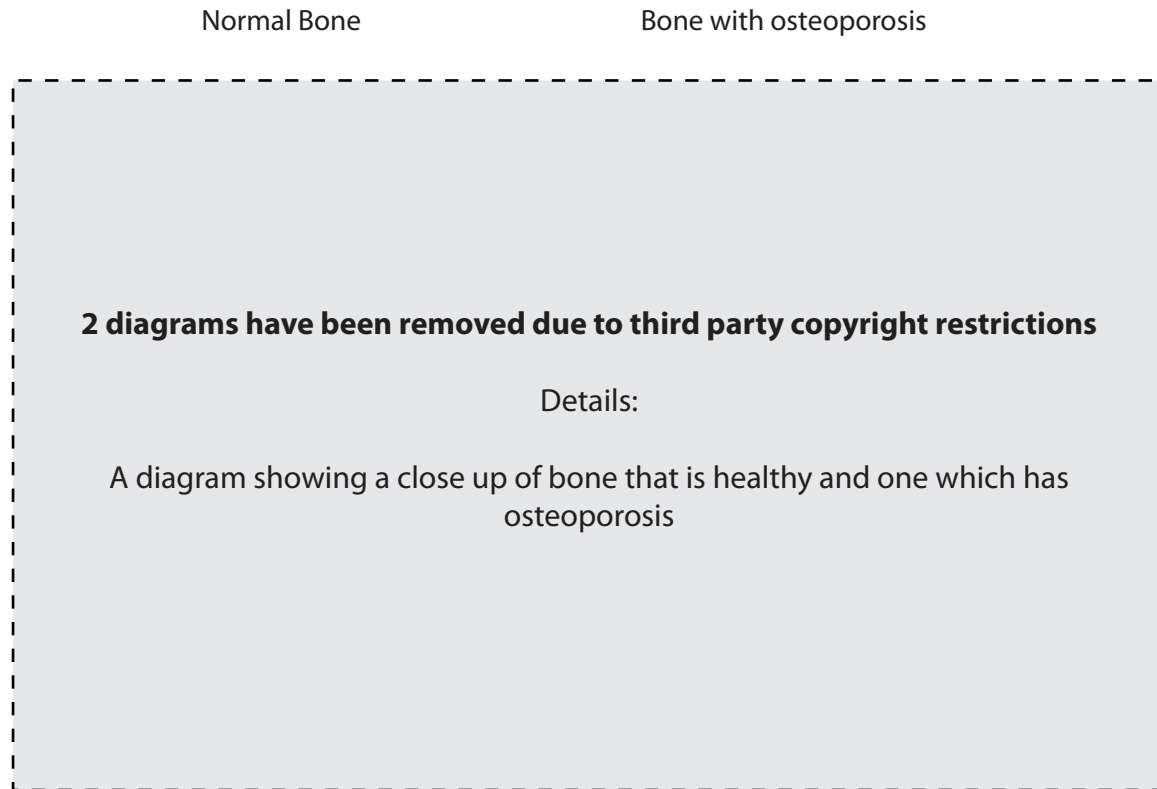 Normal Bone Bone with osteoporosis
2 diagrams have been removed due to third party copyright restrictions
Details:
A diagram showing a close up of bone that is healthy and one which has
osteoporosis